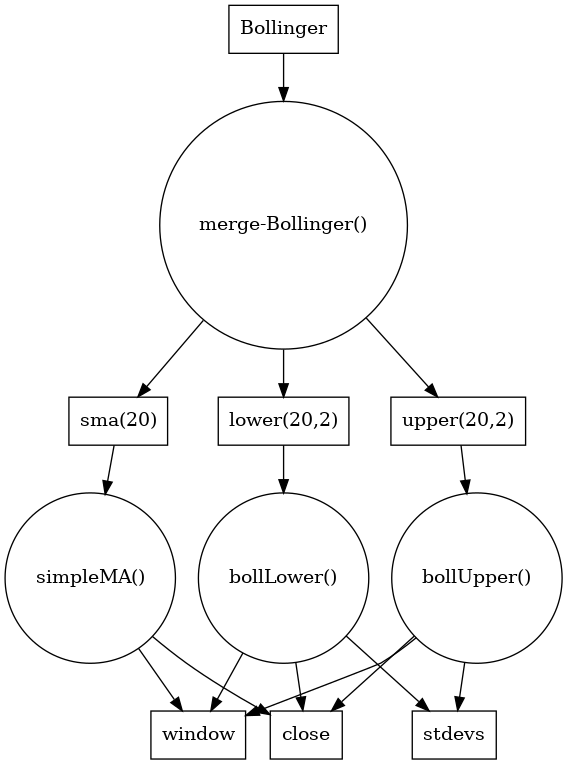 Bollinger
merge-Bollinger()
sma(20)
lower(20,2)
upper(20,2)
simpleMA()
bollLower()
bollUpper()
window
close
stdevs